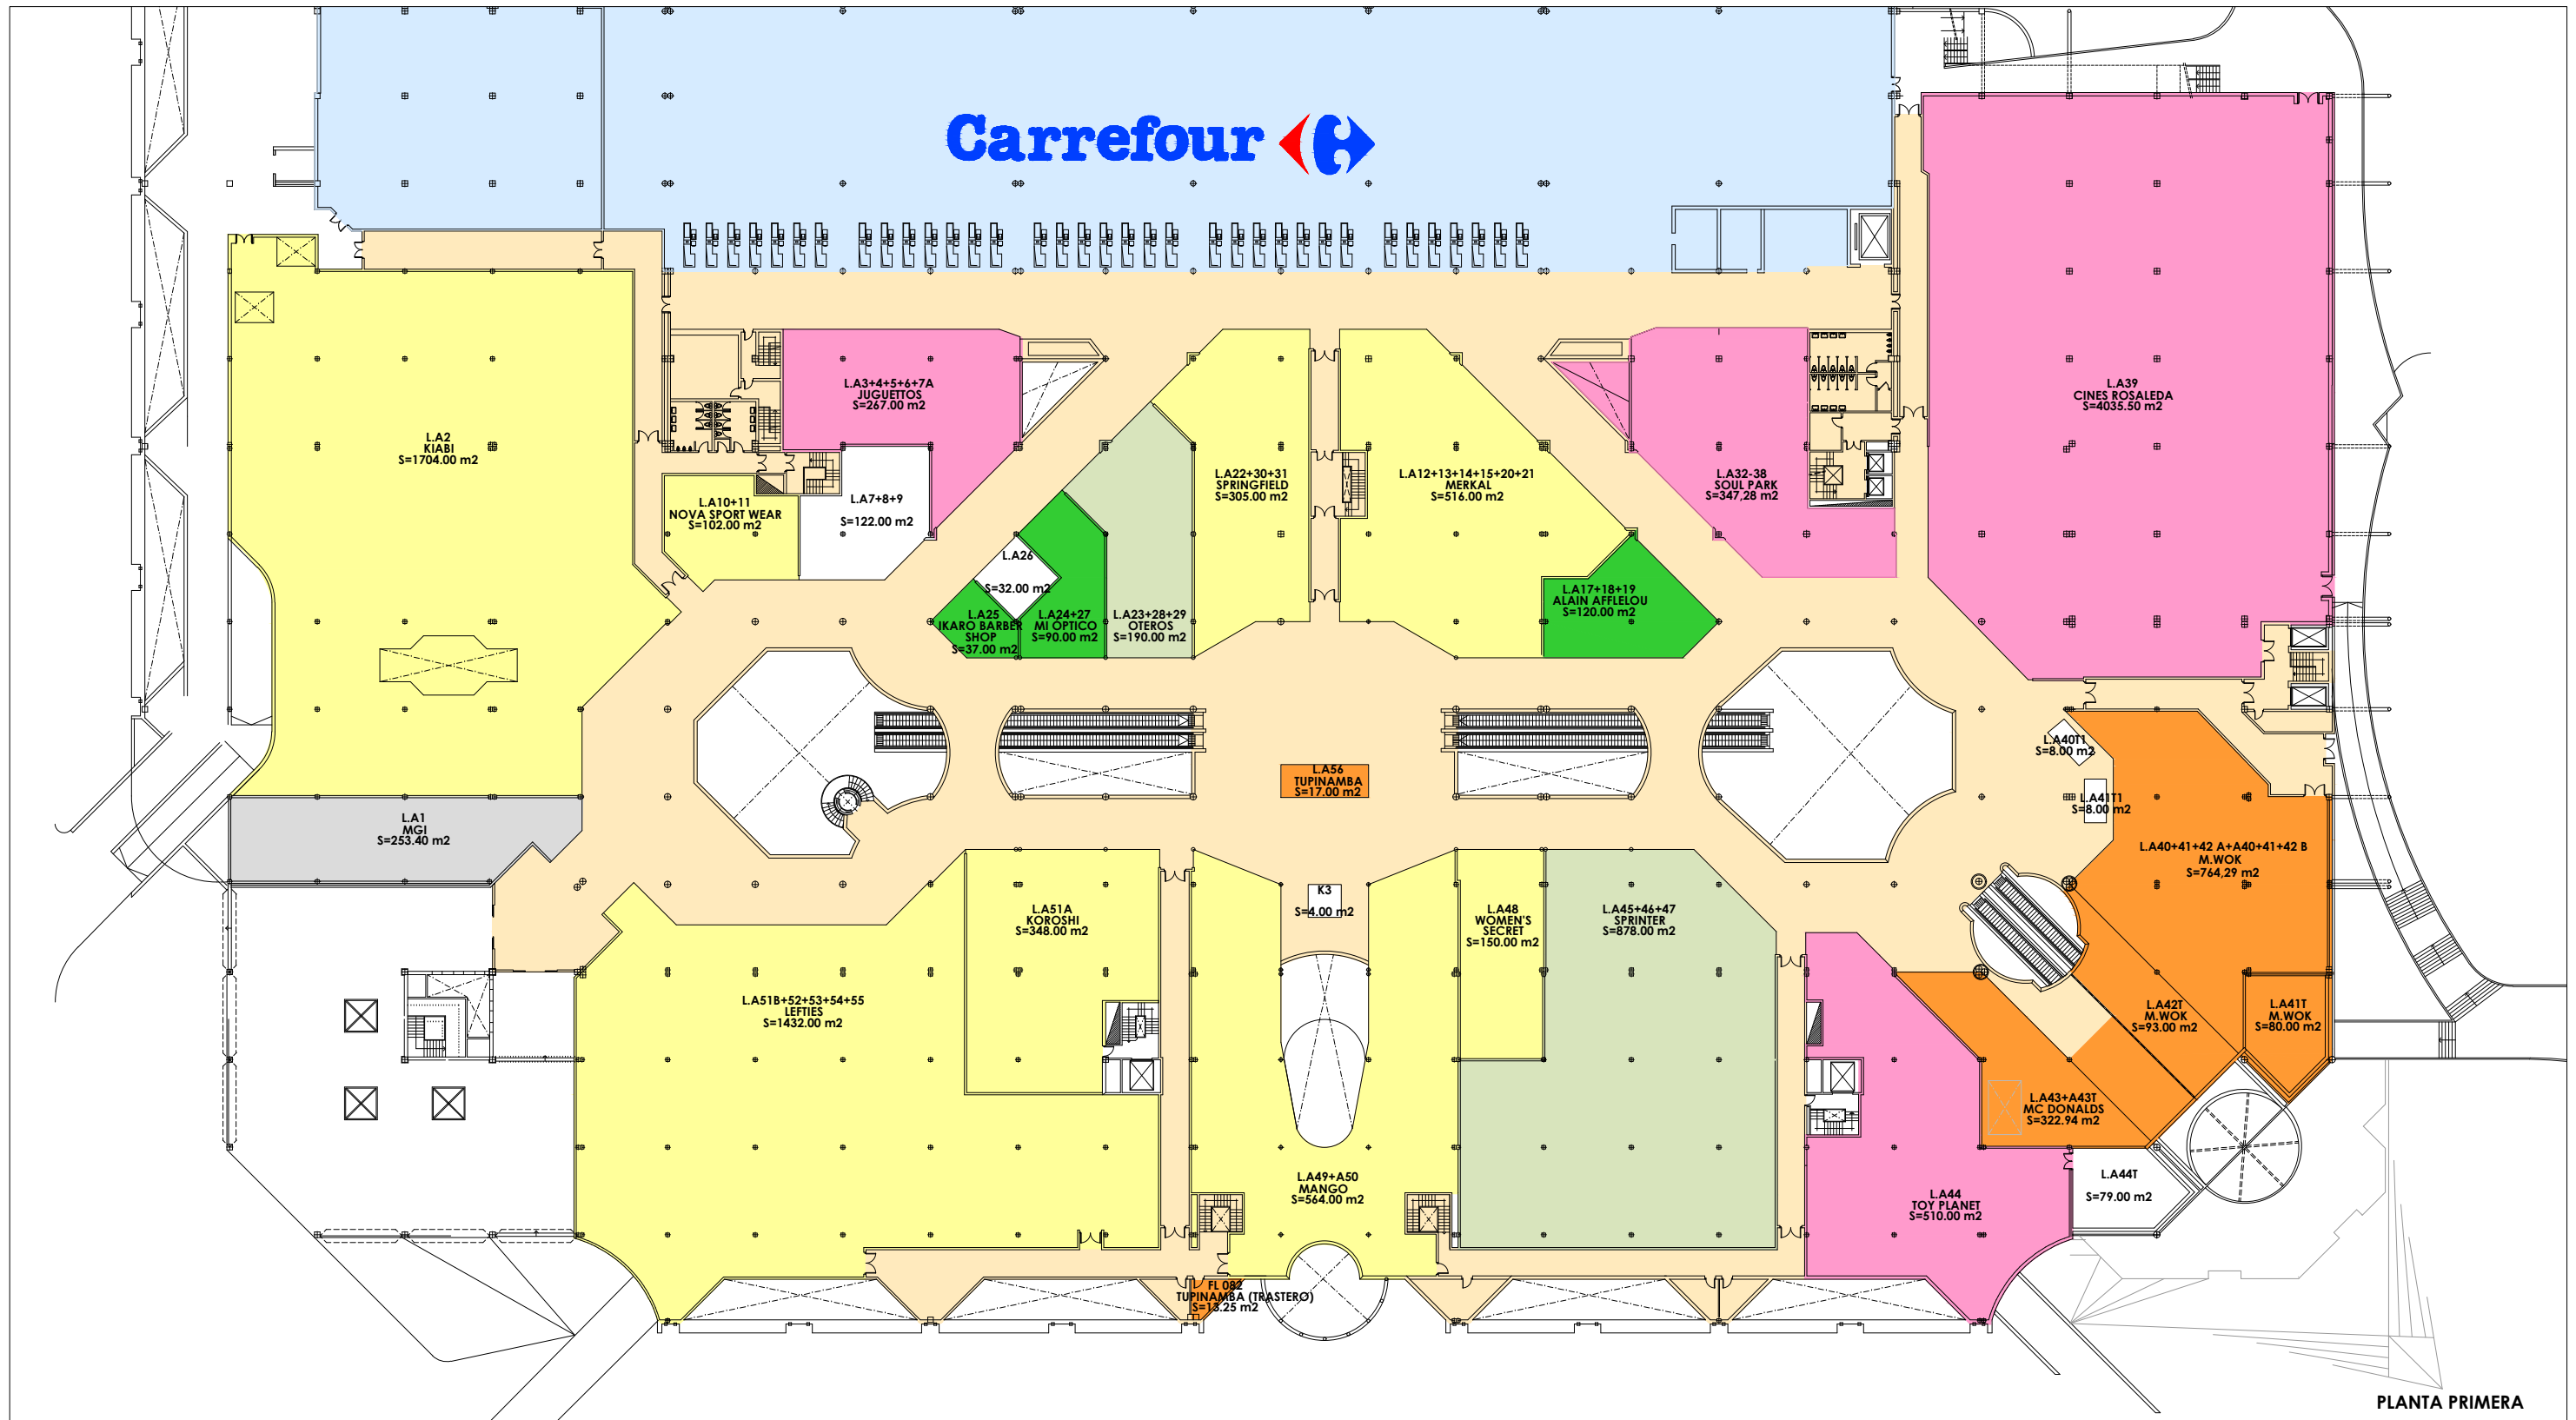 Carrefour
L.A3+4+5+6+7A
JUGUETTOS
S=267.00 m2
L.A39
CINES ROSALEDA
S=4035.50 m2
L.A2
KIABI
S=1704.00 m2
L.A22+30+31
SPRINGFIELD
S=305.00 m2
L.A12+13+14+15+20+21
MERKAL
S=516.00 m2
L.A32-38
SOUL PARK
S=347,28 m2
L.A10+11
NOVA SPORT WEAR
S=102.00 m2
L.A7+8+9
S=122.00 m2
L.A26
S=32.00 m2
L.A25
IKARO BARBER
SHOP
S=37.00 m2
L.A24+27
MI ÓPTICO
S=90.00 m2
L.A23+28+29
OTEROS
S=190.00 m2
L.A17+18+19
ALAIN AFFLELOU
S=120.00 m2
L.A40T1
S=8.00 m2
L.A56
TUPINAMBA
S=17.00 m2
L.A41T1
S=8.00 m2
L.A1
MGI
S=253.40 m2
L.A40+41+42 A+A40+41+42 B
M.WOK
S=764,29 m2
K3
S=4.00 m2
L.A51A
KOROSHI
S=348.00 m2
L.A48
WOMEN'S
SECRET
S=150.00 m2
L.A45+46+47
SPRINTER
S=878.00 m2
L.A51B+52+53+54+55
LEFTIES
S=1432.00 m2
L.A42T
M.WOK
S=93.00 m2
L.A41T
M.WOK
S=80.00 m2
L.A43+A43T
MC DONALDS
S=322.94 m2
L.A49+A50
MANGO
S=564.00 m2
L.A44
TOY PLANET
S=510.00 m2
L.A44T
S=79.00 m2
FL 082
TUPINAMBA (TRASTERO)
S=13.25 m2
PLANTA PRIMERA